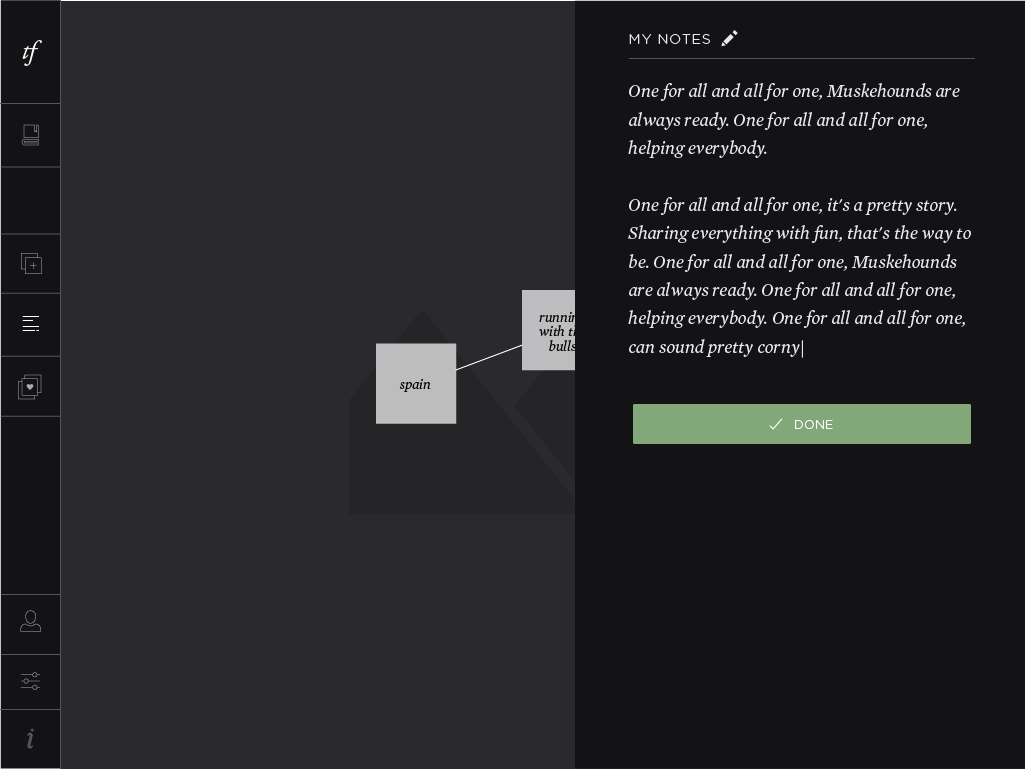 tf
MY NOTES
One for all and all for one, Muskehounds are
always ready. One for all and all for one,
helping everybody.
One for all and all for one, it's a pretty story.
Sharing everything with fun, that's the way to
be. One for all and all for one, Muskehounds
are always ready. One for all and all for one,
helping everybody. One for all and all for one,
can sound pretty corny
DONE
with
bulls
spain
i